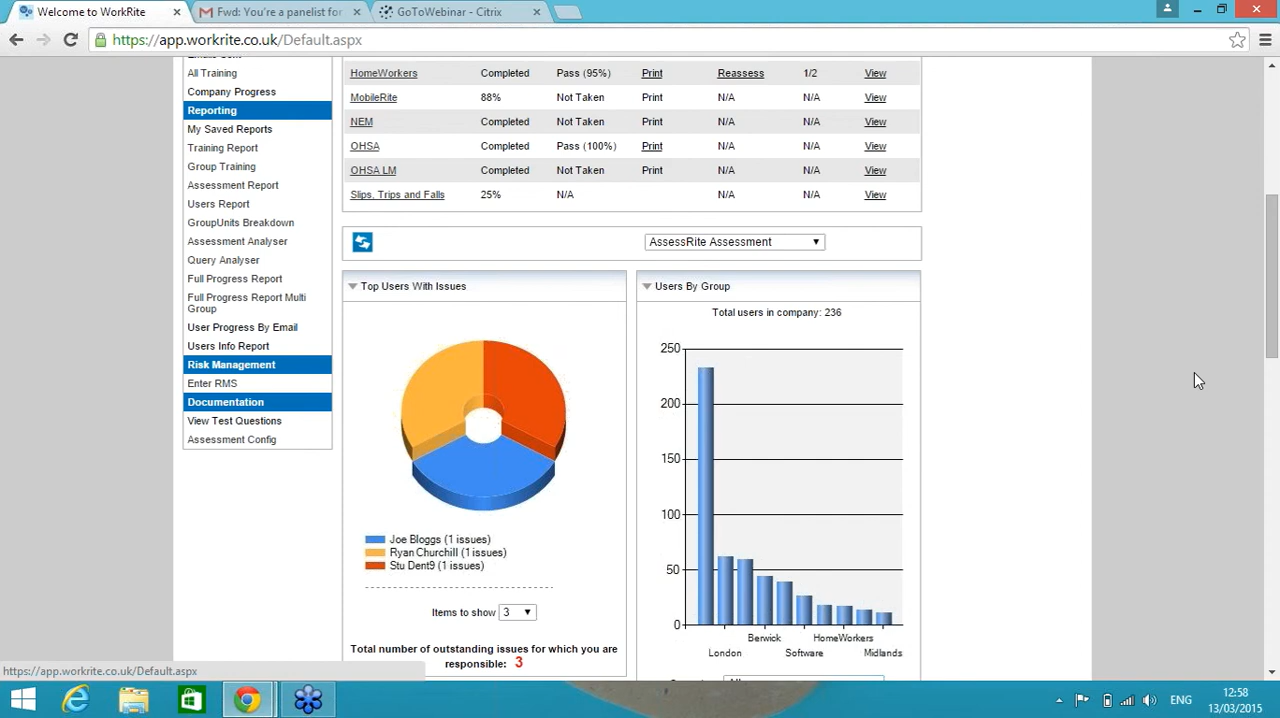 Welcome to WorkRite
Fwd: You're a panelist for
GoToWebinar - Citrix
https://app.workrite.co.uk/Default.aspx
All Training
Company Progress
Reporting
My Saved Reports
Training Report
Group Training
Assessment Report
Users Report
GroupUnits Breakdown
Assessment Analyser
Query Analyser
Full Progress Report
Full Progress Report Multi
Group
User Progress By Email
Users Info Report
Risk Management
Enter RMS
Documentation
View Test Questions
Assessment Config
HomeWorkers Completed Pass (95%) Print Reassess 1/2 View
MobileRite 88% Not Taken Print N/A N/A View
NEM Completed Not Taken Print N/A N/A View
OHSA Completed Pass (100%) Print N/A N/A View
OHSA LM Completed Not Taken Print N/A N/A View
Slips, Trips and Falls 25% N/A N/A N/A View
AssessRite Assessment
Top Users With Issues
Joe Bloggs (1 issues)
Ryan Churchill (1 issues)
Stu Dent9 (1 issues)
Items to show 3
Total number of outstanding issues for which you are
responsible: 3
Users By Group
Total users in company: 236
250
200
150
100
50
0
Berwick HomeWorkers
London Software Midlands
https://app.workrite.co.uk/Default.aspx
ENG
12:58
13/03/2015